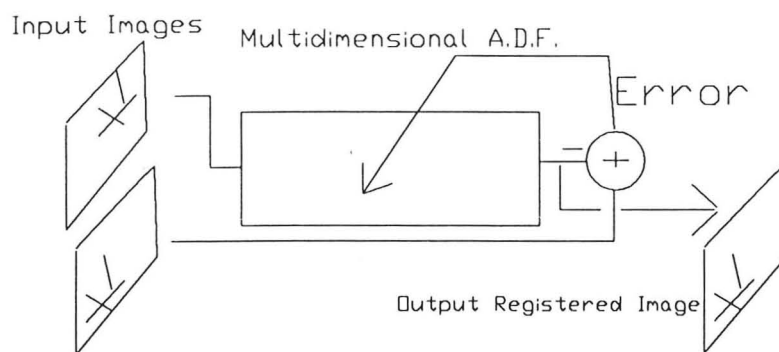 Input Images
Multidimensional A.D.F.
Error
− +
Output Registered Image